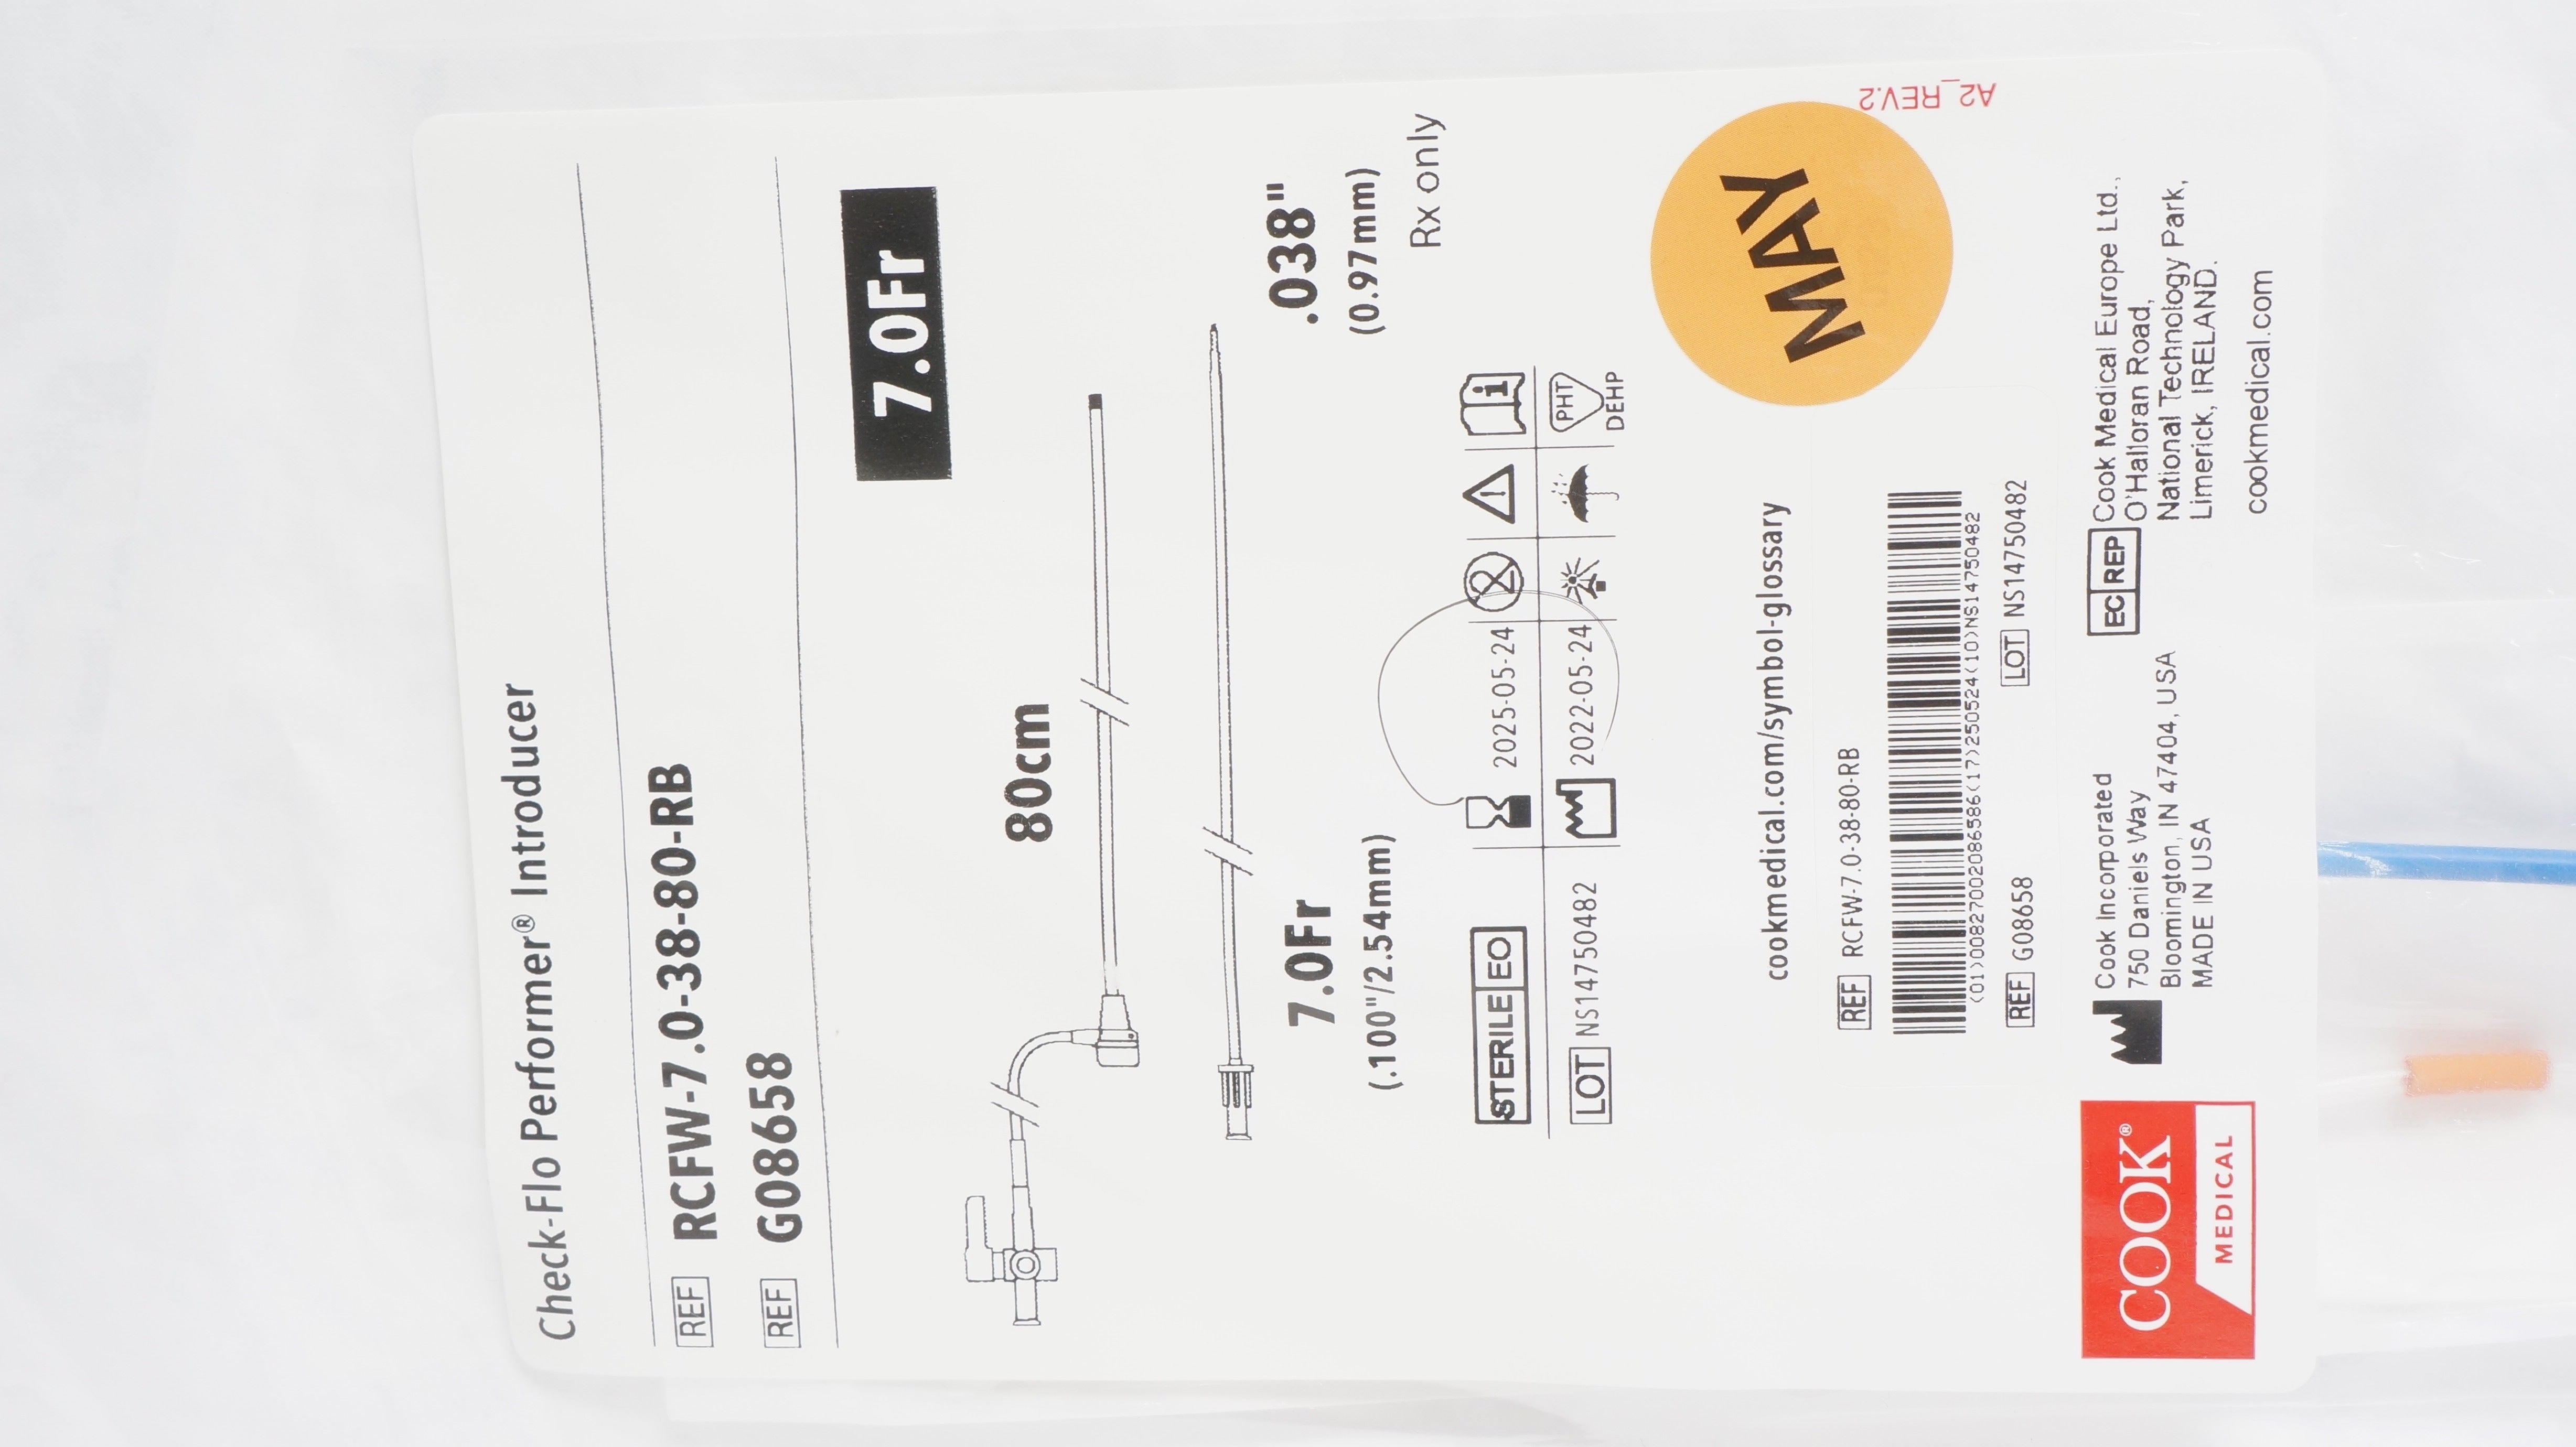 Check-Flo Performer® Introducer
REF RCFW-7.0-38-80-RB
REF G08658
7.0Fr
80cm
7.0Fr
(.100"/2.54mm)
.038"
(0.97mm)
Rx only
STERILE EO 2025-05-24
LOT NS14750482 2022-05-24
PHT
DEHP
cookmedical.com/symbol-glossary
MAY
A2_REV.2
REF RCFW-7.0-38-80-RB
(01)00827002086586(17)250524(10)NS14750482
REF G08658 LOT NS14750482
COOK®
MEDICAL
Cook Incorporated
750 Daniels Way
Bloomington, IN 47404, USA
MADE IN USA
EC REP Cook Medical Europe Ltd.,
O'Halloran Road,
National Technology Park,
Limerick, IRELAND.
cookmedical.com